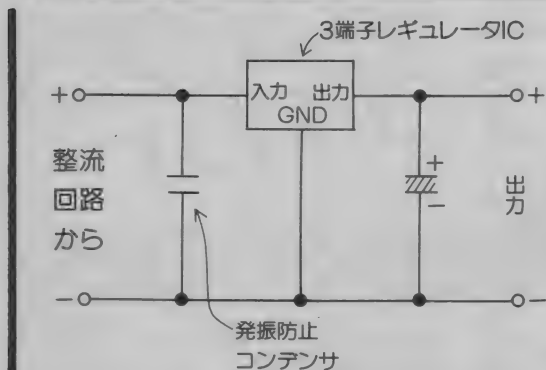 3端子レギュレータIC
+ 入力 出力 +
GND
整流
回路
から
+
−
出
力
− −
発振防止
コンデンサ